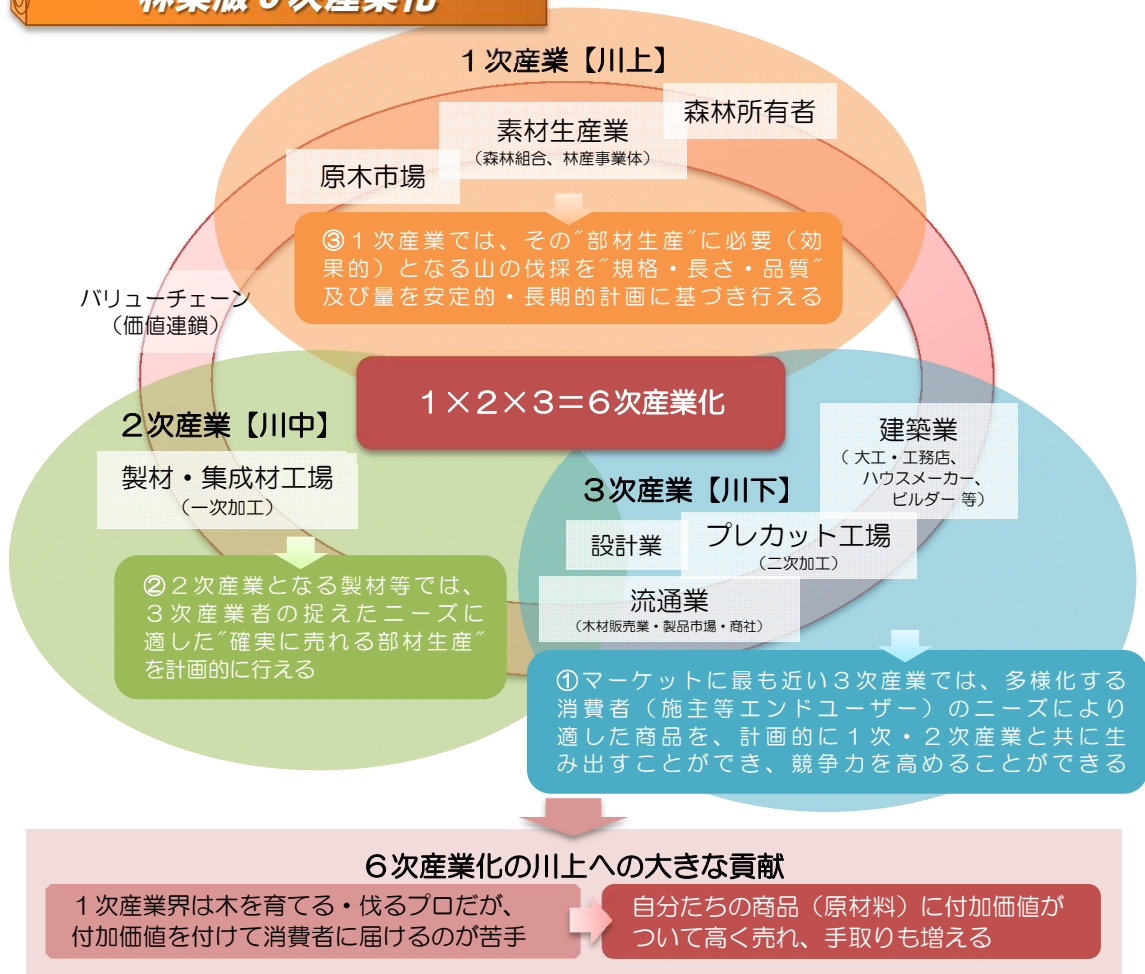 林業版6次産業化
1次産業【川上】
森林所有者
素材生産業
（森林組合、林産事業体）
原木市場
③1次産業では、その″部材生産″に必要（効
果的）となる山の伐採を″規格・長さ・品質″
及び量を安定的・長期的計画に基づき行える
バリューチェーン
（価値連鎖）
1×2×3＝6次産業化
2次産業【川中】
製材・集成材工場
（一次加工）
②2次産業となる製材等では、
3次産業者の捉えたニーズに
適した″確実に売れる部材生産″
を計画的に行える
3次産業【川下】
建築業
（大工・工務店、
ハウスメーカー、
ビルダー 等）
設計業
プレカット工場
（二次加工）
流通業
（木材販売業・製品市場・商社）
①マーケットに最も近い3次産業では、多様化する
消費者（施主等エンドユーザー）のニーズにより
適した商品を、計画的に1次・2次産業と共に生
み出すことができ、競争力を高めることができる
6次産業化の川上への大きな貢献
1次産業界は木を育てる・伐るプロだが、
付加価値を付けて消費者に届けるのが苦手
自分たちの商品（原材料）に付加価値が
ついて高く売れ、手取りも増える